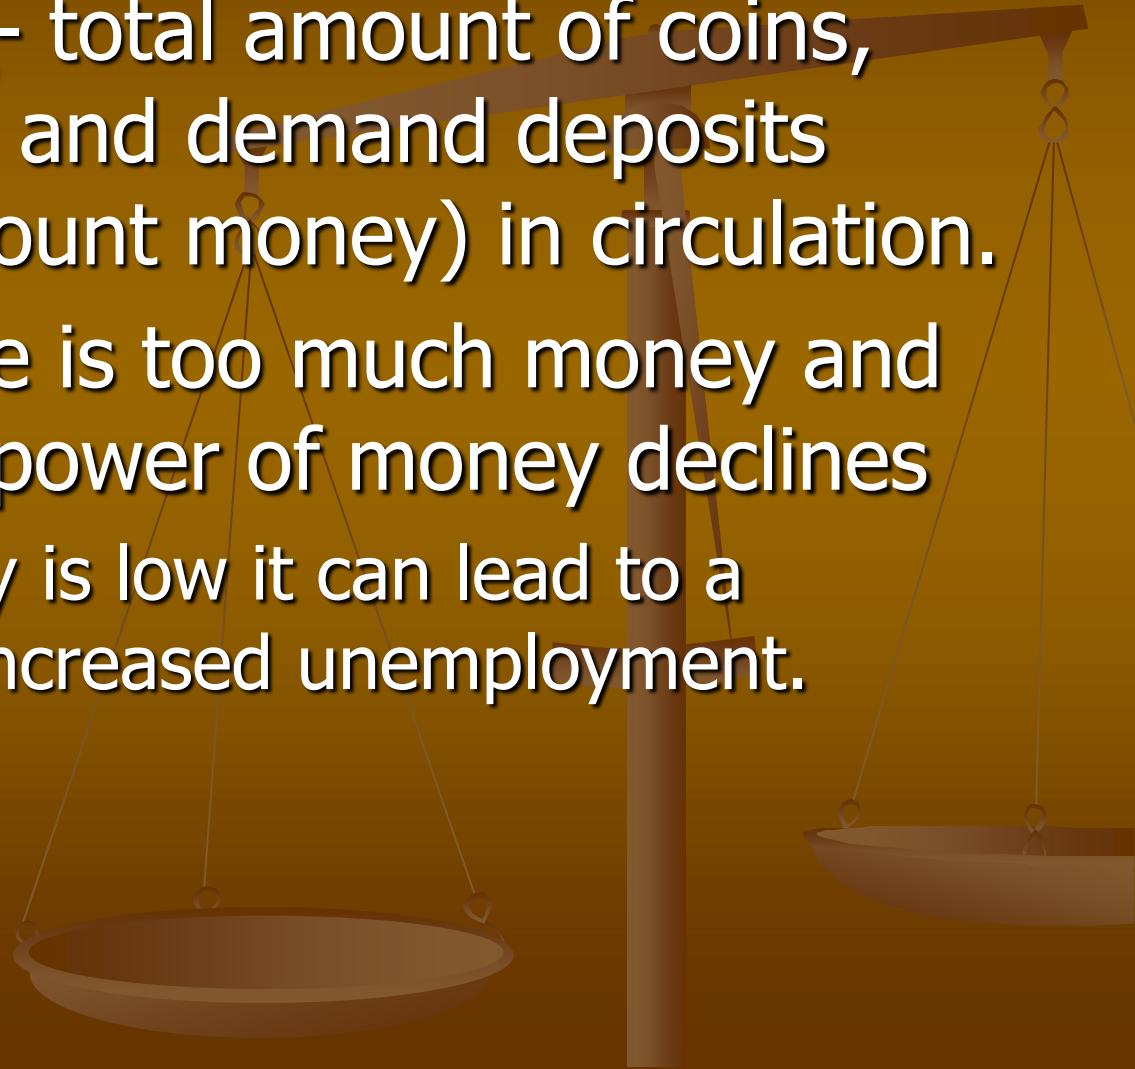 - total amount of coins,
and demand deposits
ount money) in circulation.
e is too much money and
power of money declines
y is low it can lead to a
ncreased unemployment.